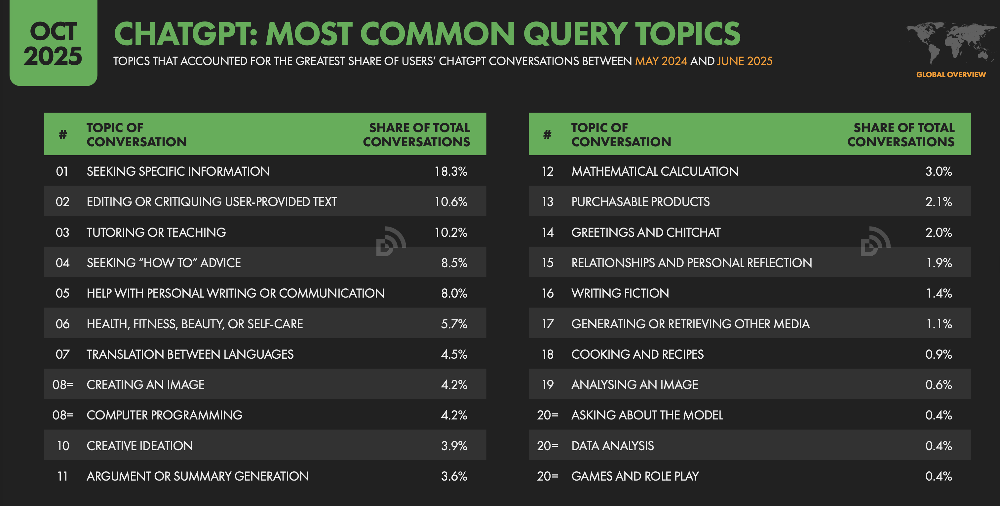 OCT
2025
CHATGPT: MOST COMMON QUERY TOPICS
TOPICS THAT ACCOUNTED FOR THE GREATEST SHARE OF USERS’ CHATGPT CONVERSATIONS BETWEEN MAY 2024 AND JUNE 2025
GLOBAL OVERVIEW
# TOPIC OF CONVERSATION SHARE OF TOTAL CONVERSATIONS
01 SEEKING SPECIFIC INFORMATION 18.3%
02 EDITING OR CRITIQUING USER-PROVIDED TEXT 10.6%
03 TUTORING OR TEACHING 10.2%
04 SEEKING “HOW TO” ADVICE 8.5%
05 HELP WITH PERSONAL WRITING OR COMMUNICATION 8.0%
06 HEALTH, FITNESS, BEAUTY, OR SELF-CARE 5.7%
07 TRANSLATION BETWEEN LANGUAGES 4.5%
08= CREATING AN IMAGE 4.2%
08= COMPUTER PROGRAMMING 4.2%
10 CREATIVE IDEATION 3.9%
11 ARGUMENT OR SUMMARY GENERATION 3.6%
# TOPIC OF CONVERSATION SHARE OF TOTAL CONVERSATIONS
12 MATHEMATICAL CALCULATION 3.0%
13 PURCHASABLE PRODUCTS 2.1%
14 GREETINGS AND CHITCHAT 2.0%
15 RELATIONSHIPS AND PERSONAL REFLECTION 1.9%
16 WRITING FICTION 1.4%
17 GENERATING OR RETRIEVING OTHER MEDIA 1.1%
18 COOKING AND RECIPES 0.9%
19 ANALYSING AN IMAGE 0.6%
20= ASKING ABOUT THE MODEL 0.4%
20= DATA ANALYSIS 0.4%
20= GAMES AND ROLE PLAY 0.4%